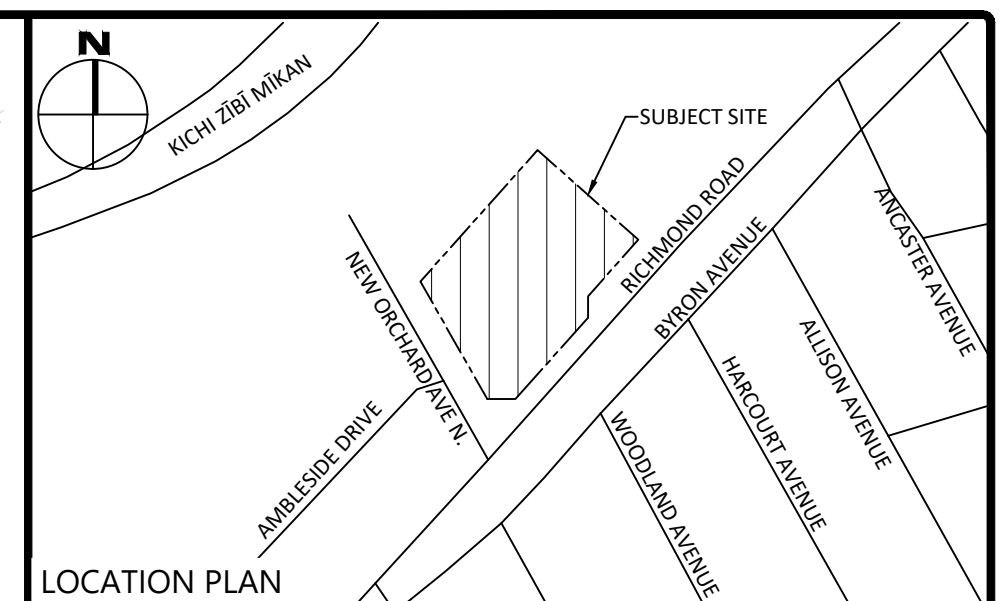 N
KICHI ZĪBĪ MĪKAN
SUBJECT SITE
RICHMOND ROAD
BYRON AVENUE
ANCASTER AVENUE
NEW ORCHARD AVE N.
ALLISON AVENUE
HARCOURT AVENUE
WOODLAND AVENUE
AMBLESIDE DRIVE
LOCATION PLAN